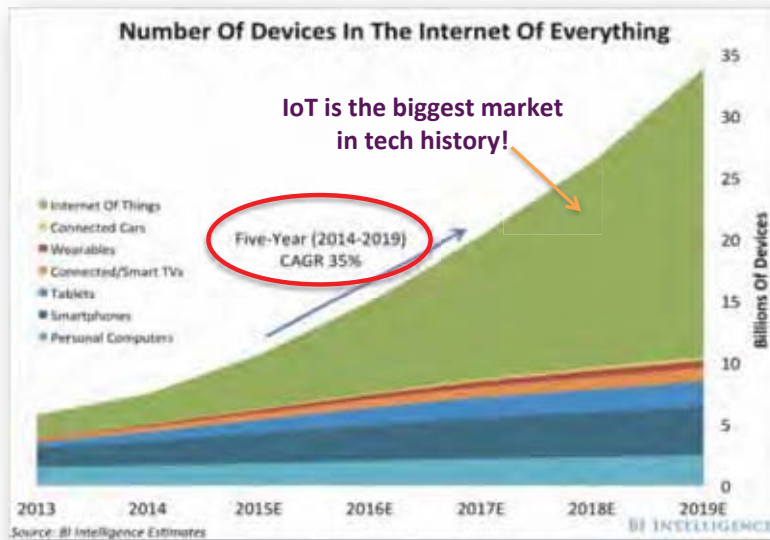 Number Of Devices In The Internet Of Everything
35
IoT is the biggest market
in tech history!
30
25
Internet Of Things
Connected Cars
Wearables
Connected/Smart TVs
Tablets
Smartphones
Personal Computers
Five-Year (2014-2019)
CAGR 35%
20
15
10
5
0
Billions Of Devices
2013 2014 2015E 2016E 2017E 2018E 2019E
Source: BI Intelligence Estimates
BI INTELLIGENCE